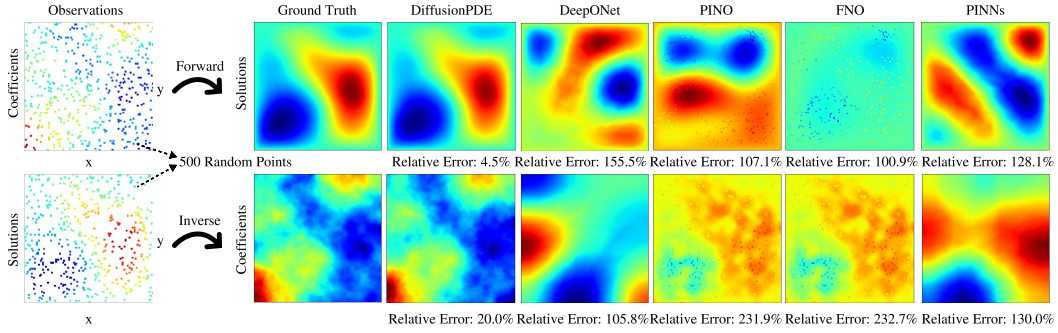 Observations
Ground Truth
DiffusionPDE
DeepONet
PINO
FNO
PINNs
Coefficients
y
Forward
Solutions
x
500 Random Points
Relative Error: 4.5%
Relative Error: 155.5%
Relative Error: 107.1%
Relative Error: 100.9%
Relative Error: 128.1%
Solutions
y
Inverse
Coefficients
x
Relative Error: 20.0%
Relative Error: 105.8%
Relative Error: 231.9%
Relative Error: 232.7%
Relative Error: 130.0%